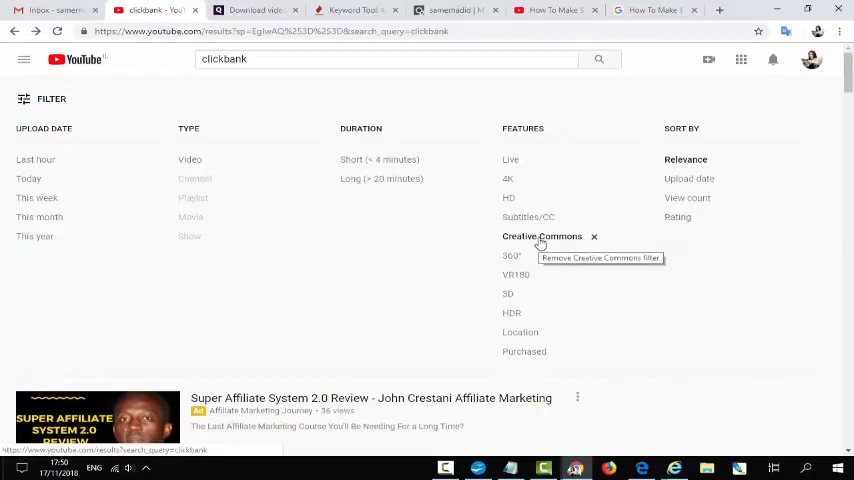 Inbox - samerh
clickbank - You
Download vide
Keyword Tool
samerhadid | M
How To Make $
How To Make $
https://www.youtube.com/results?sp=EgIwAQ%253D%253D&search_query=clickbank
YouTube IL
clickbank
FILTER
UPLOAD DATE TYPE DURATION FEATURES SORT BY
Last hour Video Short (< 4 minutes) Live Relevance
Today Channel Long (> 20 minutes) 4K Upload date
This week Playlist HD View count
This month Movie Subtitles/CC Rating
This year Show Creative Commons
Remove Creative Commons filter
360°
VR180
3D
HDR
Location
Purchased
SUPER AFFILIATE
SYSTEM 2.0
REVIEW
Super Affiliate System 2.0 Review - John Crestani Affiliate Marketing
Ad Affiliate Marketing Journey • 36 views
The Last Affiliate Marketing Course You'll Be Needing For a Long Time?
https://www.youtube.com/results?search_query=clickbank
ENG
17:50
17/11/2018